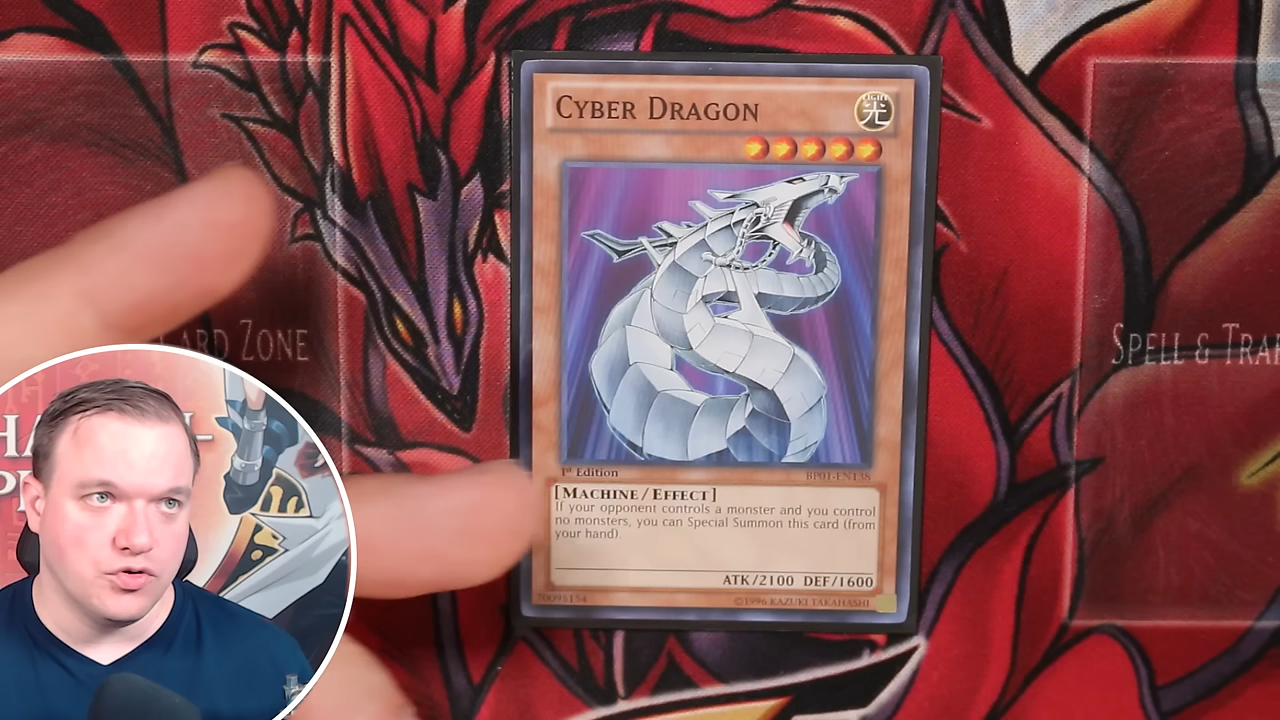 CYBER DRAGON
LIGHT
光
1st Edition
BP01-EN138
[MACHINE/EFFECT]
If your opponent controls a monster and you control
no monsters, you can Special Summon this card (from
your hand).
ATK/2100 DEF/1600
70095154
©1996 KAZUKI TAKAHASHI
CARD ZONE
SPELL & TRA